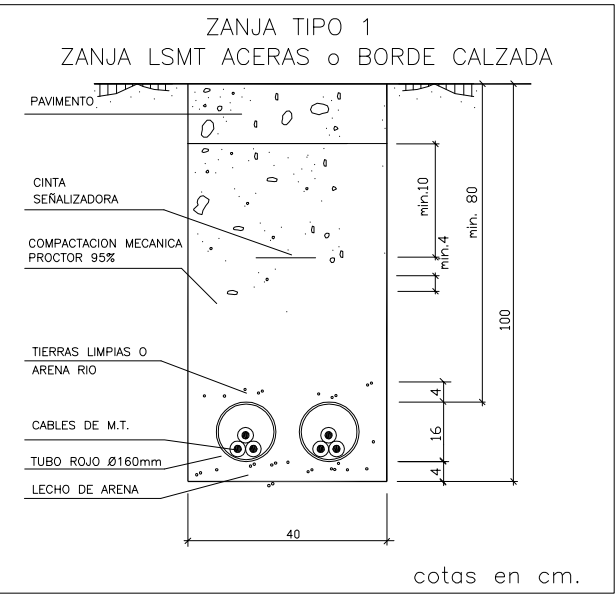 ZANJA TIPO 1
ZANJA LSMT ACERAS o BORDE CALZADA
PAVIMENTO
CINTA
SEÑALIZADORA
COMPACTACION MECANICA
PROCTOR 95%
TIERRAS LIMPIAS O
ARENA RIO
CABLES DE M.T.
TUBO ROJO Ø160mm
LECHO DE ARENA
min.10
min.4
min. 80
100
4
16
4
40
cotas en cm.